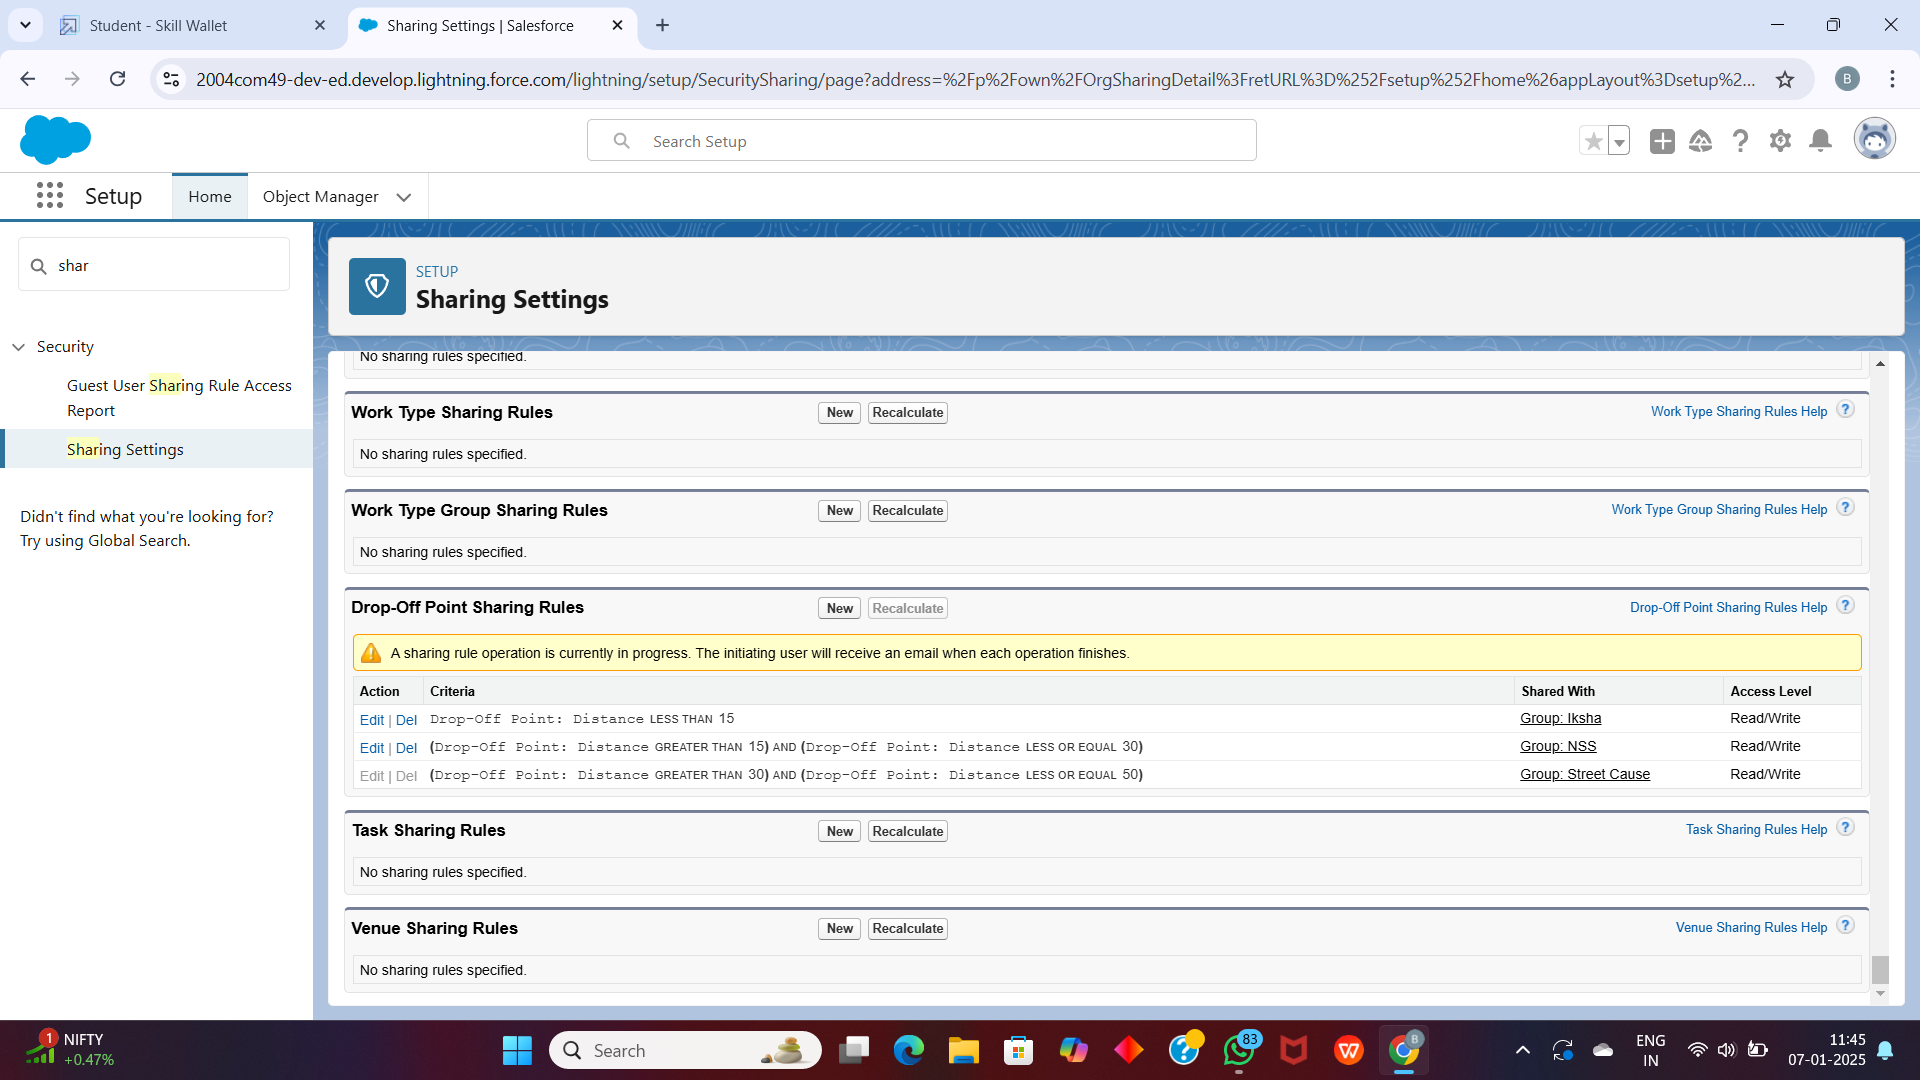 Student - Skill Wallet
Sharing Settings | Salesforce
2004com49-dev-ed.develop.lightning.force.com/lightning/setup/SecuritySharing/page?address=%2Fp%2Fown%2FOrgSharingDetail%3FretURL%3D%252Fsetup%252Fhome%26appLayout%3Dsetup%2...
B
Search Setup
Setup
Home
Object Manager
shar
Security
Guest User Sharing Rule Access
Report
Sharing Settings
Didn't find what you're looking for?
Try using Global Search.
SETUP
Sharing Settings
No sharing rules specified.
Work Type Sharing Rules New Recalculate Work Type Sharing Rules Help ?
No sharing rules specified.
Work Type Group Sharing Rules New Recalculate Work Type Group Sharing Rules Help ?
No sharing rules specified.
Drop-Off Point Sharing Rules New Recalculate Drop-Off Point Sharing Rules Help ?
A sharing rule operation is currently in progress. The initiating user will receive an email when each operation finishes.
Action Criteria Shared With Access Level
Edit | Del Drop-Off Point: Distance LESS THAN 15 Group: Iksha Read/Write
Edit | Del (Drop-Off Point: Distance GREATER THAN 15) AND (Drop-Off Point: Distance LESS OR EQUAL 30) Group: NSS Read/Write
Edit | Del (Drop-Off Point: Distance GREATER THAN 30) AND (Drop-Off Point: Distance LESS OR EQUAL 50) Group: Street Cause Read/Write
Task Sharing Rules New Recalculate Task Sharing Rules Help ?
No sharing rules specified.
Venue Sharing Rules New Recalculate Venue Sharing Rules Help ?
No sharing rules specified.
1
NIFTY
+0.47%
Search
83
W
B
ENG
IN
11:45
07-01-2025